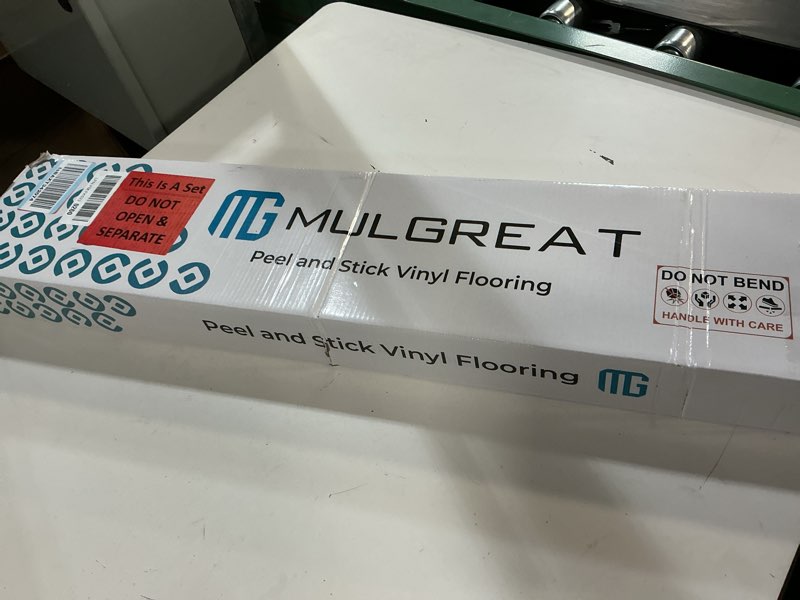 This Is A Set
DO NOT
OPEN &
SEPARATE
MG MULGREAT
Peel and Stick Vinyl Flooring
DO NOT BEND
HANDLE WITH CARE
Peel and Stick Vinyl Flooring
MG